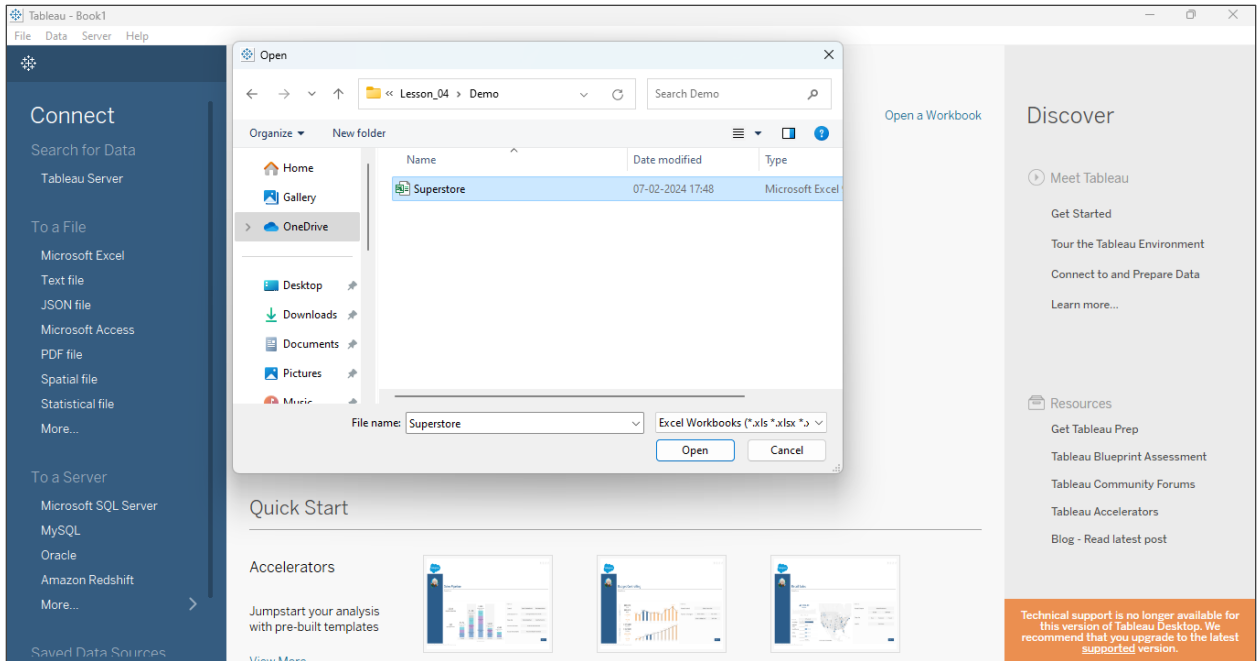 Tableau - Book1
File Data Server Help
Connect
Search for Data
Tableau Server
To a File
Microsoft Excel
Text file
JSON file
Microsoft Access
PDF file
Spatial file
Statistical file
More...
To a Server
Microsoft SQL Server
MySQL
Oracle
Amazon Redshift
More...
Saved Data Sources
Open
« Lesson_04 > Demo
Search Demo
Organize
New folder
Home
Gallery
OneDrive
Desktop
Downloads
Documents
Pictures
Music
Name
Date modified
Type
Superstore
07-02-2024 17:48
Microsoft Excel
File name:
Superstore
Excel Workbooks (*.xls *.xlsx *.x
Open
Cancel
Open a Workbook
Quick Start
Accelerators
Jumpstart your analysis
with pre-built templates
View More
Discover
Meet Tableau
Get Started
Tour the Tableau Environment
Connect to and Prepare Data
Learn more...
Resources
Get Tableau Prep
Tableau Blueprint Assessment
Tableau Community Forums
Tableau Accelerators
Blog - Read latest post
Technical support is no longer available for
this version of Tableau Desktop. We
recommend that you upgrade to the latest
supported version.